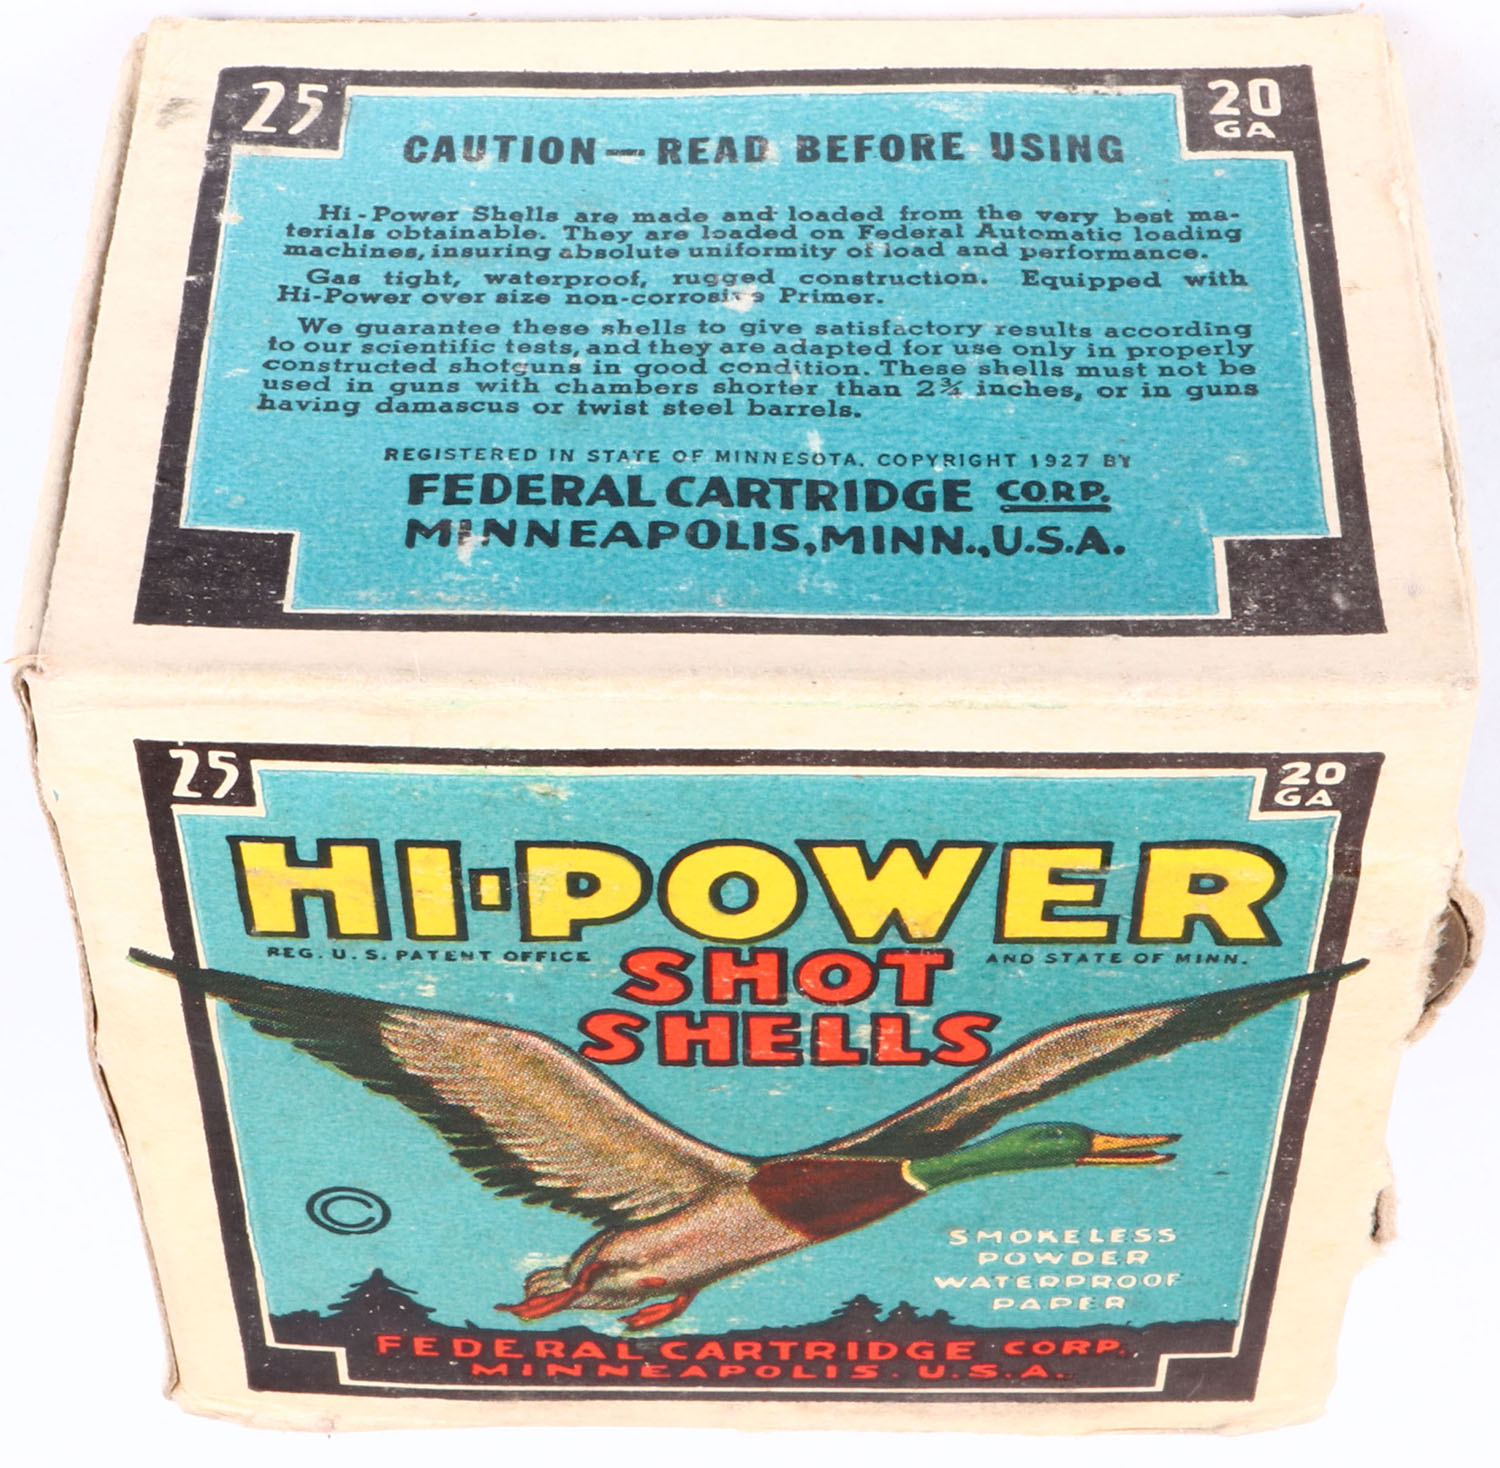 25
20
GA
CAUTION—READ BEFORE USING
Hi-Power Shells are made and loaded from the very best ma-
terials obtainable. They are loaded on Federal Automatic loading
machines, insuring absolute uniformity of load and performance.
Gas tight, waterproof, rugged construction. Equipped with
Hi-Power over size non-corrosive Primer.
We guarantee these shells to give satisfactory results according
to our scientific tests, and they are adapted for use only in properly
constructed shotguns in good condition. These shells must not be
used in guns with chambers shorter than 2¾ inches, or in guns
having damascus or twist steel barrels.
REGISTERED IN STATE OF MINNESOTA. COPYRIGHT 1927 BY
FEDERAL CARTRIDGE CORP.
MINNEAPOLIS, MINN., U.S.A.
25
20
GA
HI-POWER
REG. U. S. PATENT OFFICE
SHOT
AND STATE OF MINN.
SHELLS
©
SMOKELESS
POWDER
WATERPROOF
PAPER
FEDERAL CARTRIDGE CORP.
MINNEAPOLIS. U.S.A.